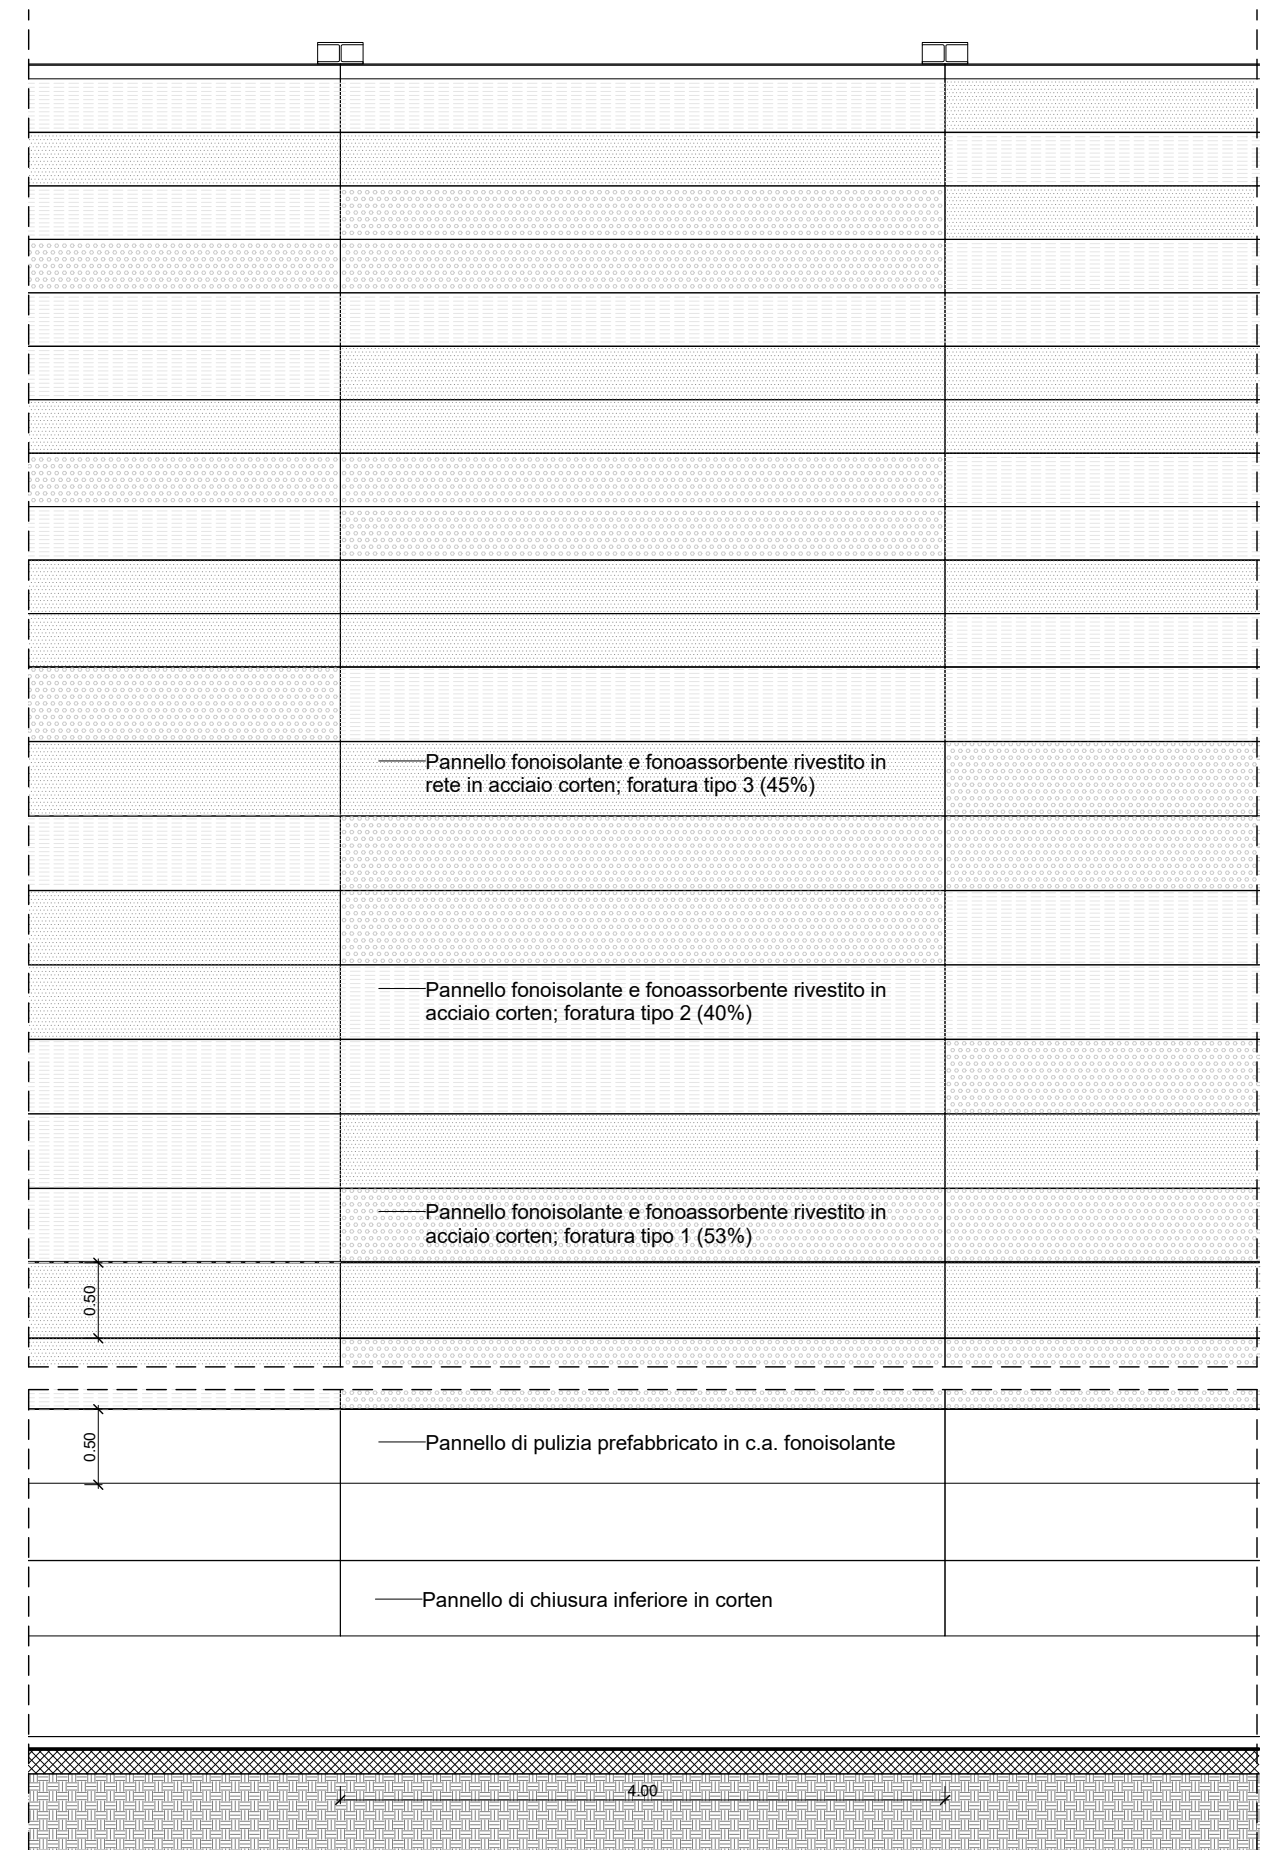 Pannello fonoisolante e fonoassorbente rivestito in
rete in acciaio corten; foratura tipo 3 (45%)
Pannello fonoisolante e fonoassorbente rivestito in
acciaio corten; foratura tipo 2 (40%)
Pannello fonoisolante e fonoassorbente rivestito in
acciaio corten; foratura tipo 1 (53%)
0.50
0.50
Pannello di pulizia prefabbricato in c.a. fonoisolante
Pannello di chiusura inferiore in corten
4.00